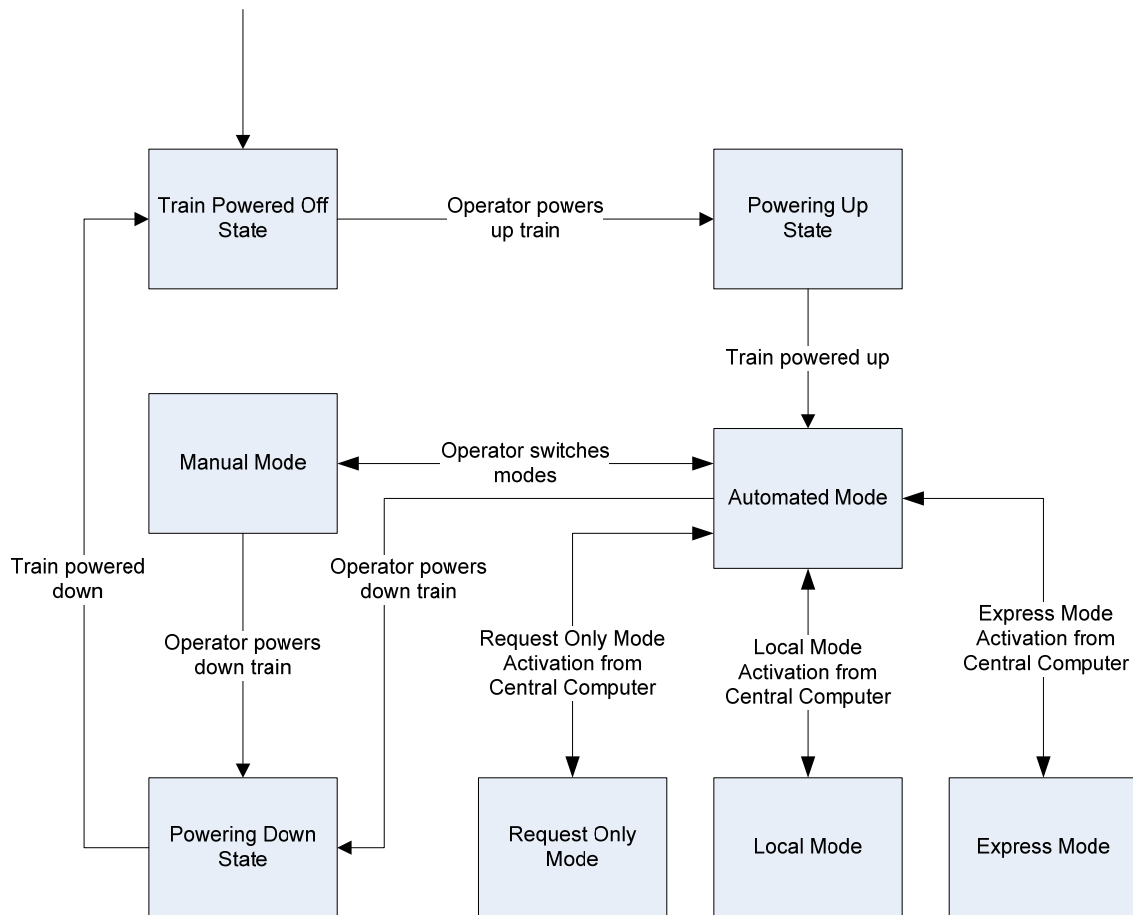 Train Powered Off
State
Operator powers
up train
Powering Up
State
Train powered up
Manual Mode
Operator switches
modes
Automated Mode
Train powered
down
Operator powers
down train
Operator powers
down train
Request Only Mode
Activation from
Central Computer
Local Mode
Activation from
Central Computer
Express Mode
Activation from
Central Computer
Powering Down
State
Request Only
Mode
Local Mode
Express Mode